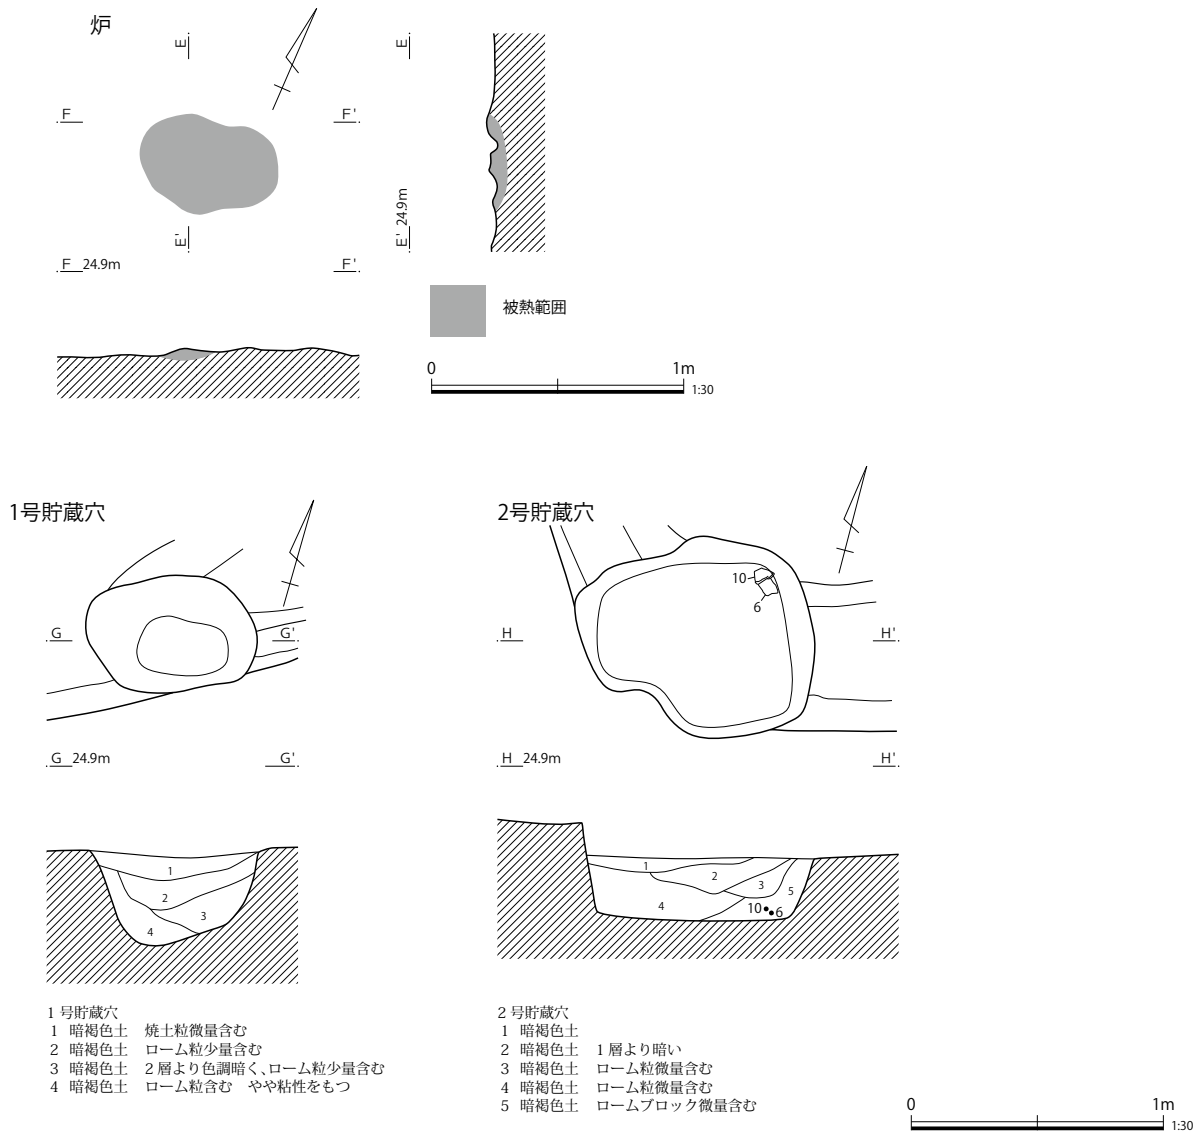 炉
E
E
F
F'
E'
E' 24.9m
F 24.9m
F'
被熱範囲
0 1m
1:30
1号貯蔵穴
2号貯蔵穴
10
6
G
G'
H
H'
G 24.9m
G'
H 24.9m
H'
1
2
3
4
1
2
3
4
5
10
6
1号貯蔵穴
1 暗褐色土 焼土粒微量含む
2 暗褐色土 ローム粒少量含む
3 暗褐色土 2層より色調暗く、ローム粒少量含む
4 暗褐色土 ローム粒含む やや粘性をもつ
2号貯蔵穴
1 暗褐色土
2 暗褐色土 1層より暗い
3 暗褐色土 ローム粒微量含む
4 暗褐色土 ローム粒微量含む
5 暗褐色土 ロームブロック微量含む
0 1m
1:30